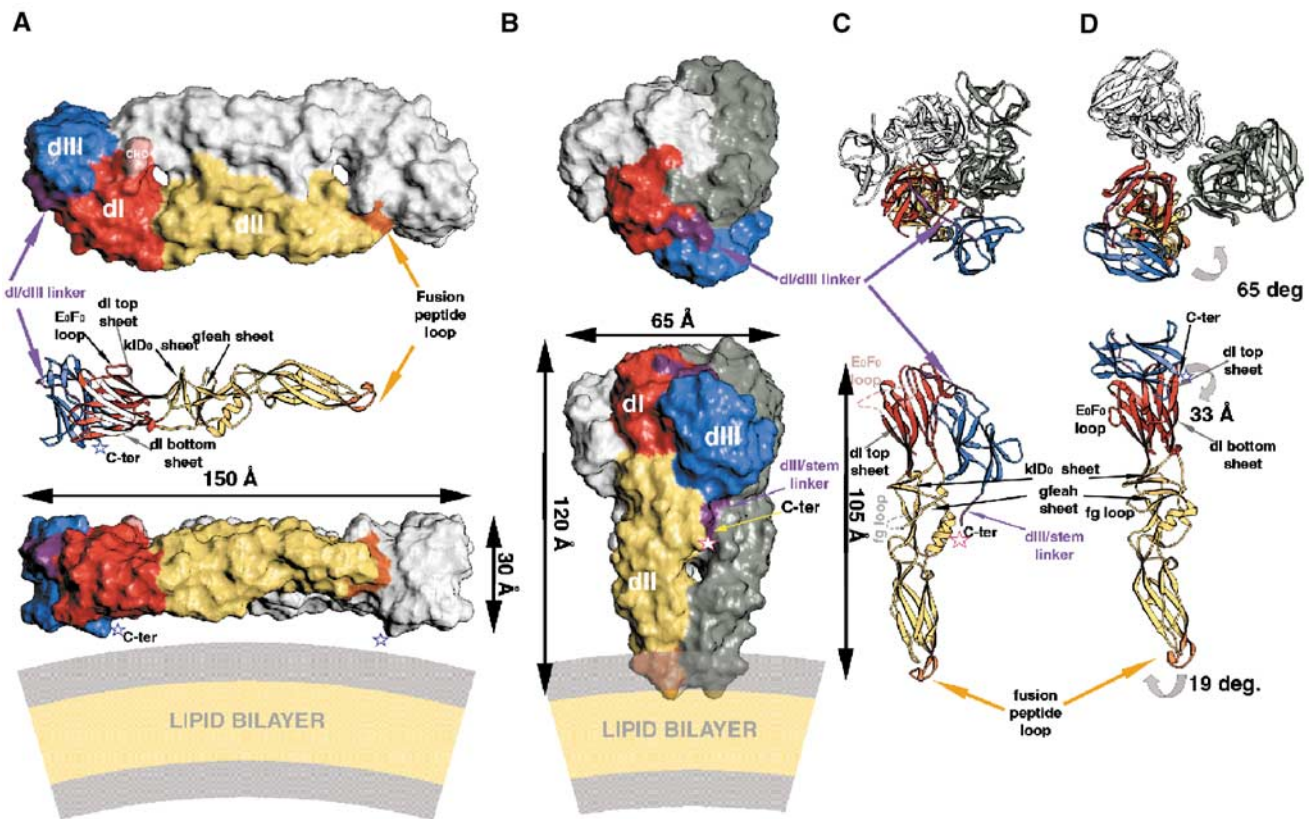 A
B
C
D
dIII
CHO
dI
dII
dI/dIII linker
dI top
sheet
E0F0
loop
klD0 sheet
gfeah sheet
Fusion
peptide
loop
dI bottom
sheet
C-ter
150 Å
30 Å
C-ter
LIPID BILAYER
dI/dIII linker
65 Å
120 Å
dI
dIII
dII
dIII/stem
linker
C-ter
LIPID BILAYER
E0F0
loop
dI top
sheet
105 Å
fg loop
klD0 sheet
gfeah
sheet
fg loop
C-ter
dIII/stem
linker
fusion
peptide
loop
65 deg
C-ter
dI top
sheet
33 Å
E0F0
loop
dI bottom
sheet
19 deg.